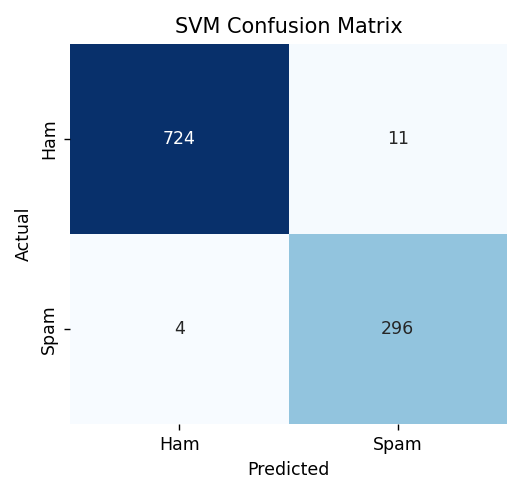 SVM Confusion Matrix
Actual
Ham
724
11
Spam
4
296
Ham
Spam
Predicted